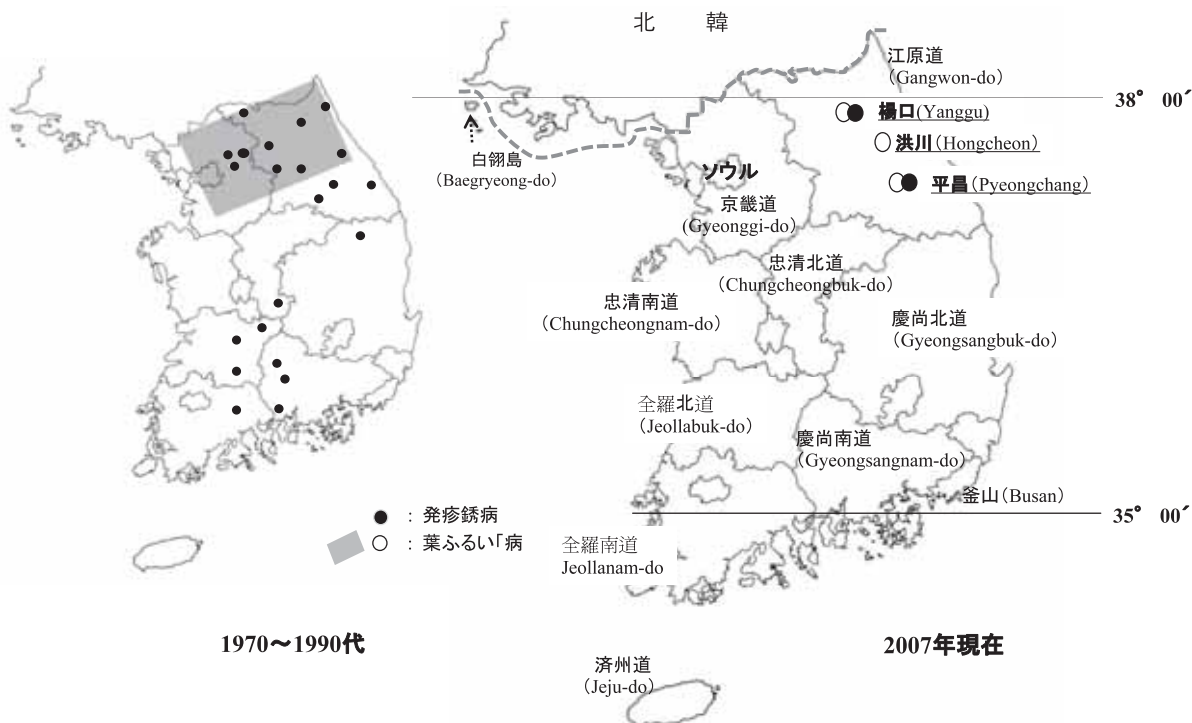 北 韓
江原道
(Gangwon-do)
38° 00′
楊口(Yanggu)
洪川(Hongcheon)
平昌(Pyeongchang)
白翎島
(Baegryeong-do)
ソウル
京畿道
(Gyeonggi-do)
忠清北道
(Chungcheongbuk-do)
忠清南道
(Chungcheongnam-do)
慶尚北道
(Gyeongsangbuk-do)
全羅北道
(Jeollabuk-do)
慶尚南道
(Gyeongsangnam-do)
釜山(Busan)
35° 00′
: 発疹銹病
: 葉ふるい「病
全羅南道
Jeollanam-do
1970〜1990代
2007年現在
済州道
(Jeju-do)